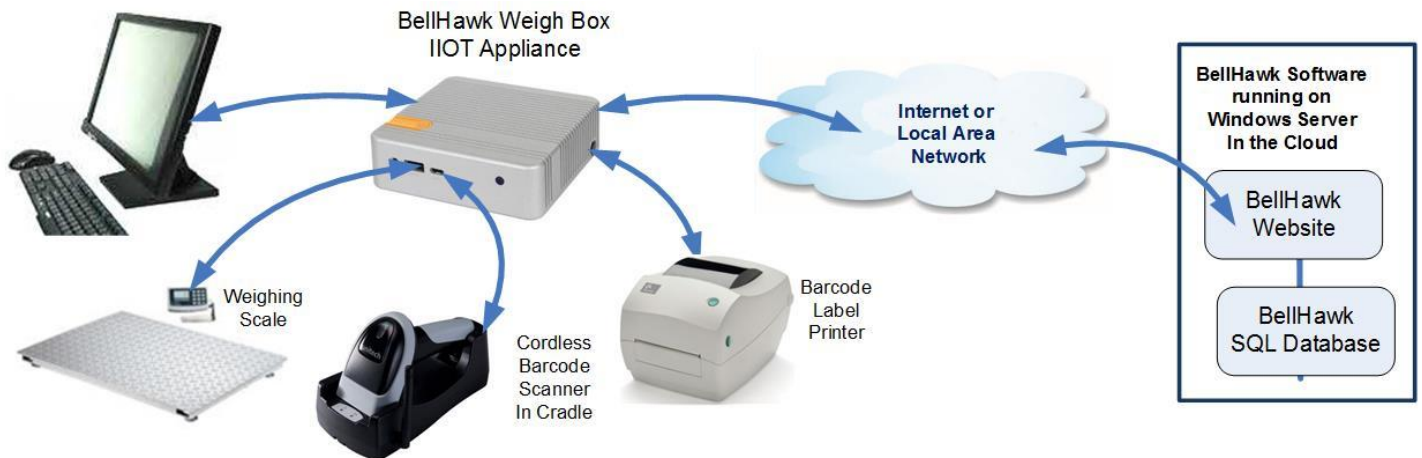 BellHawk Weigh Box
IIOT Appliance
Internet or
Local Area
Network
BellHawk Software
running on
Windows Server
In the Cloud
BellHawk
Website
BellHawk
SQL Database
Weighing
Scale
Cordless
Barcode
Scanner
In Cradle
Barcode
Label
Printer